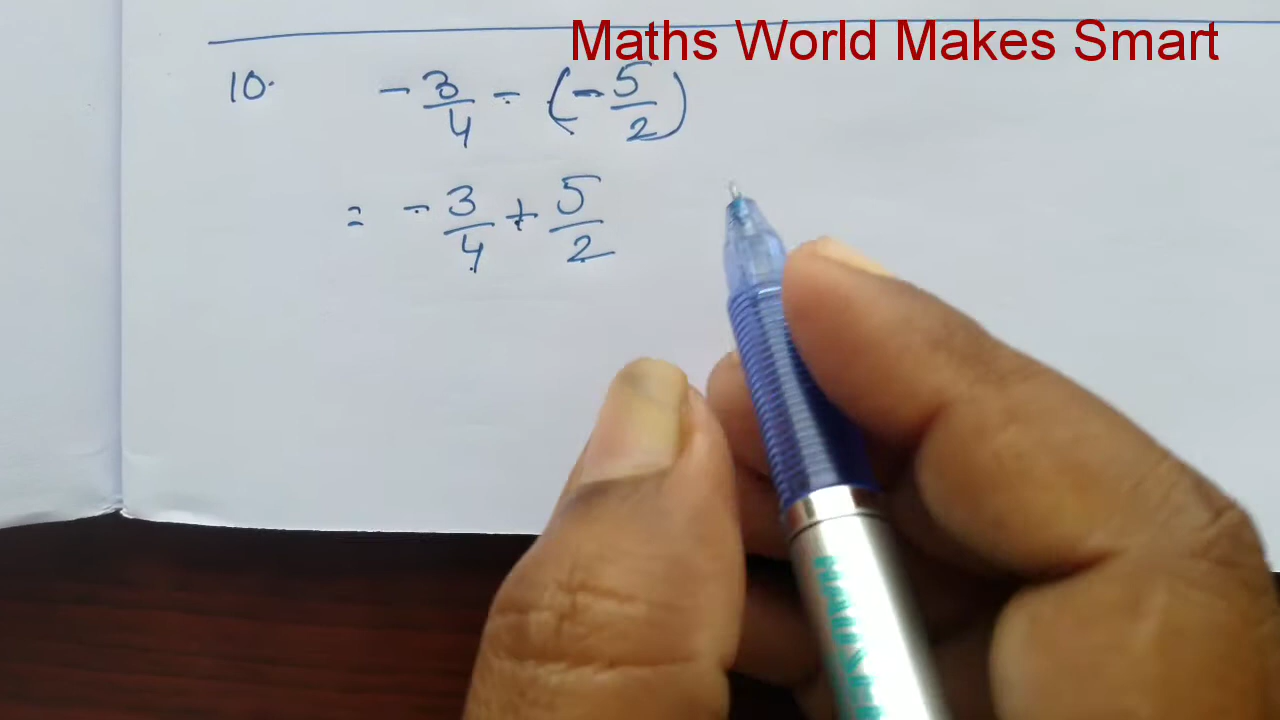 Maths World Makes Smart
10. -3/4 - (-5/2)
= -3/4 + 5/2